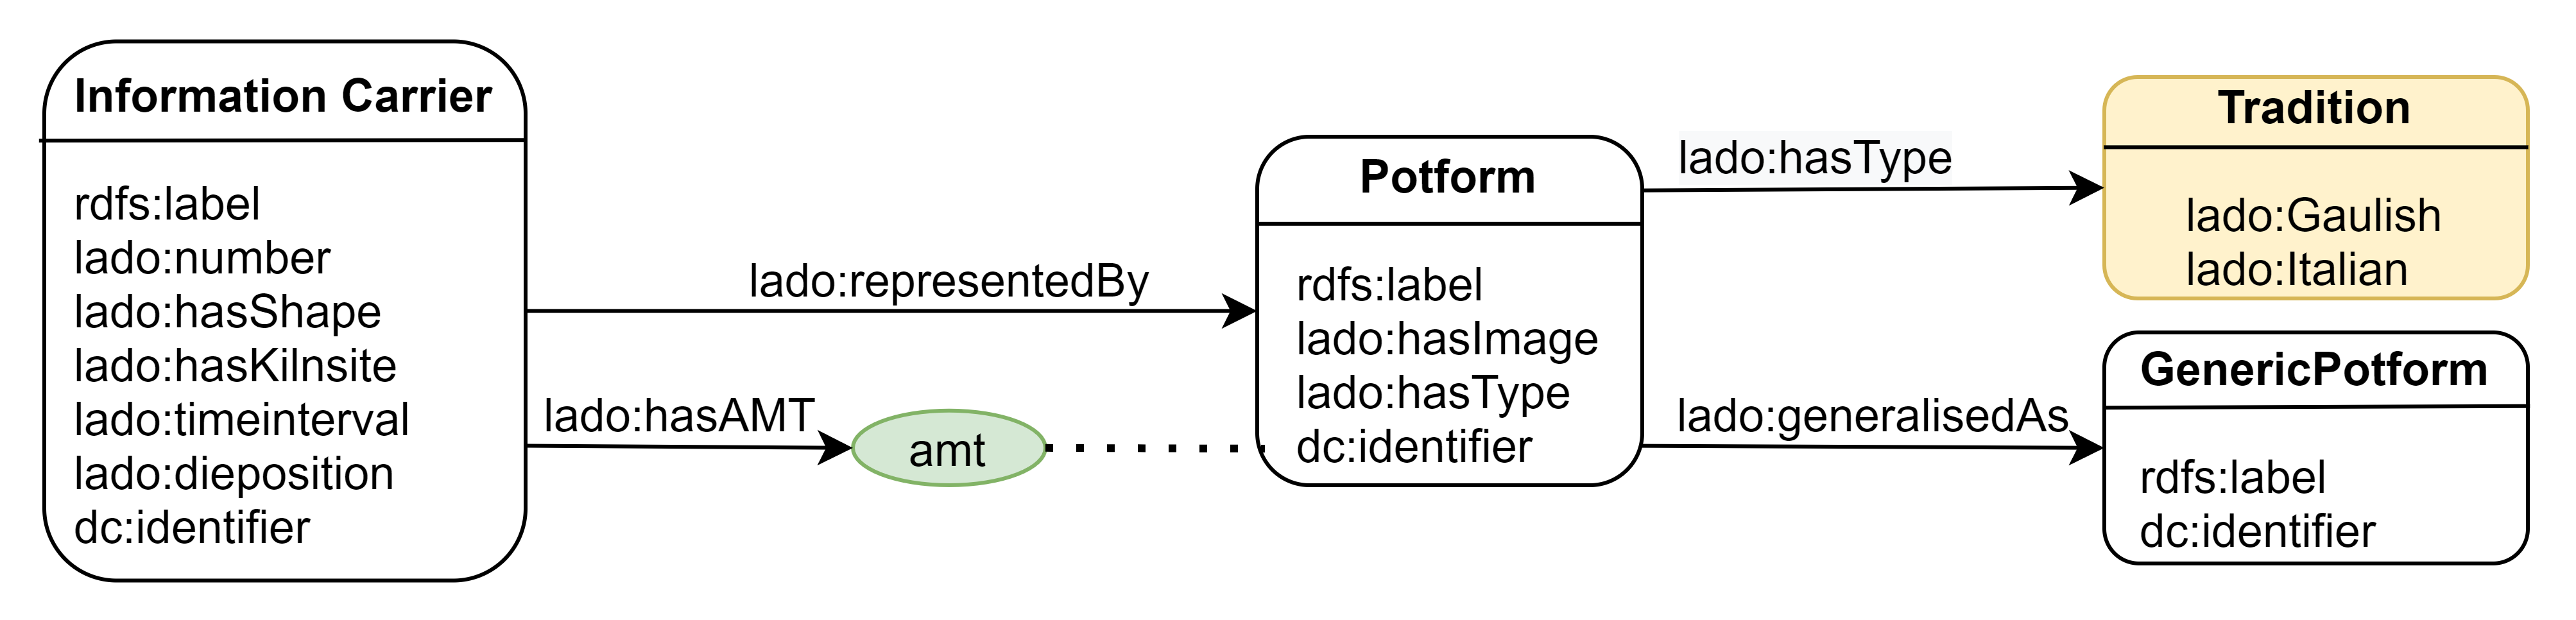 Information Carrier
rdfs:label
lado:number
lado:hasShape
lado:hasKilnsite
lado:timeinterval
lado:dieposition
dc:identifier
lado:representedBy
lado:hasAMT
amt
Potform
rdfs:label
lado:hasImage
lado:hasType
dc:identifier
lado:hasType
lado:generalisedAs
Tradition
lado:Gaulish
lado:Italian
GenericPotform
rdfs:label
dc:identifier